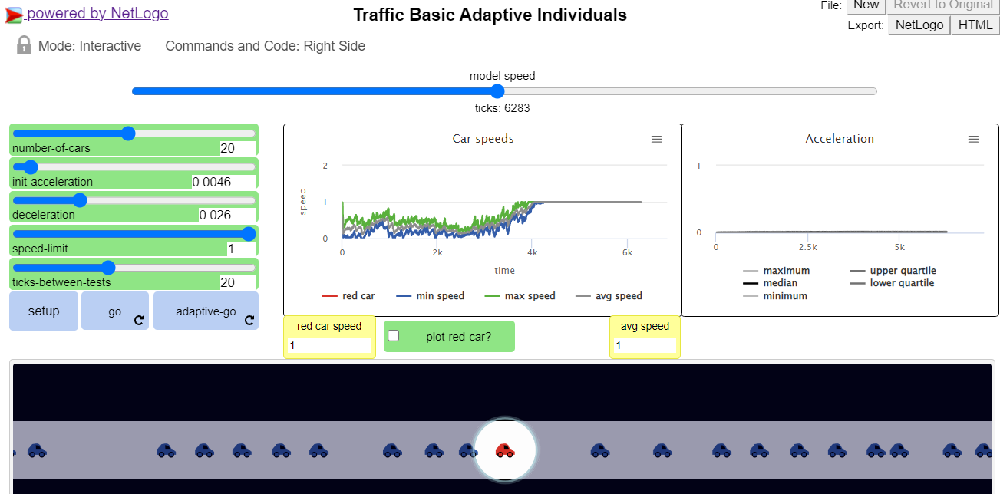 powered by NetLogo
Traffic Basic Adaptive Individuals
File: New Revert to Original
Export: NetLogo HTML
Mode: Interactive Commands and Code: Right Side
model speed
ticks: 6283
number-of-cars 20
init-acceleration 0.0046
deceleration 0.026
speed-limit 1
ticks-between-tests 20
setup go adaptive-go
Car speeds
speed
2
1
0
0 2k 4k 6k
time
red car min speed max speed avg speed
Acceleration
1
0
0 2.5k 5k
maximum upper quartile
median lower quartile
minimum
red car speed
1
plot-red-car?
avg speed
1